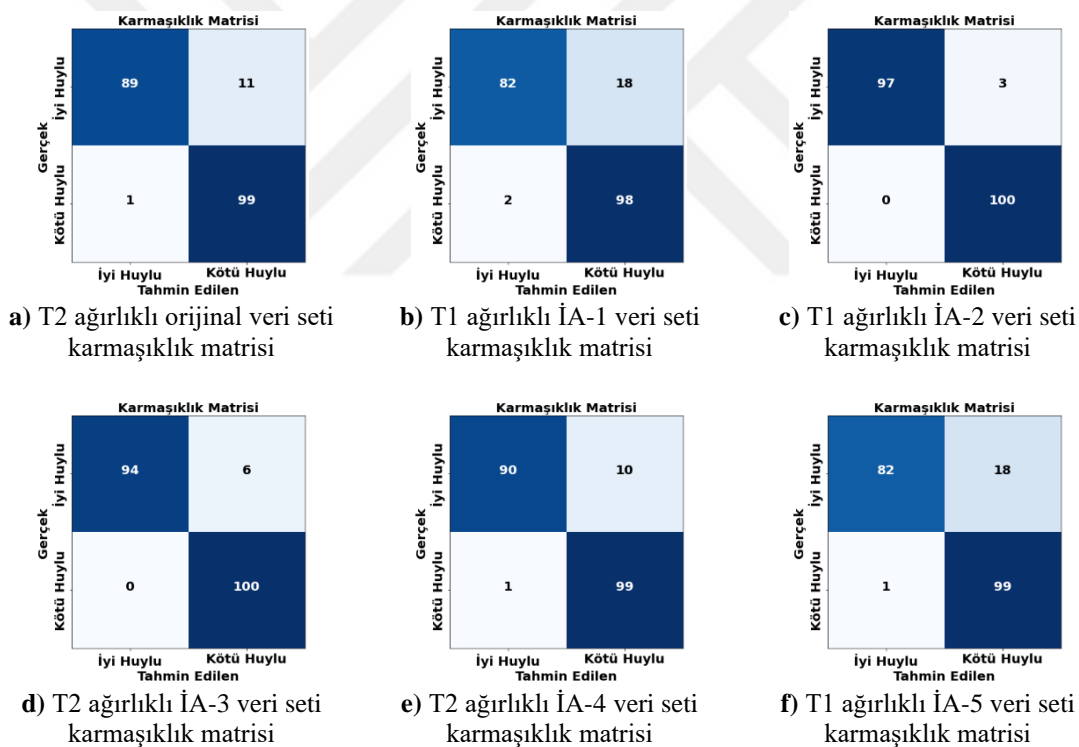 Karmaşıklık Matrisi
Gerçek
İyi Huylu
Kötü Huylu
89 11
1 99
İyi Huylu Kötü Huylu
Tahmin Edilen
a) T2 ağırlıklı orijinal veri seti
karmaşıklık matrisi
Karmaşıklık Matrisi
Gerçek
İyi Huylu
Kötü Huylu
82 18
2 98
İyi Huylu Kötü Huylu
Tahmin Edilen
b) T1 ağırlıklı İA-1 veri seti
karmaşıklık matrisi
Karmaşıklık Matrisi
Gerçek
İyi Huylu
Kötü Huylu
97 3
0 100
İyi Huylu Kötü Huylu
Tahmin Edilen
c) T1 ağırlıklı İA-2 veri seti
karmaşıklık matrisi
Karmaşıklık Matrisi
Gerçek
İyi Huylu
Kötü Huylu
94 6
0 100
İyi Huylu Kötü Huylu
Tahmin Edilen
d) T2 ağırlıklı İA-3 veri seti
karmaşıklık matrisi
Karmaşıklık Matrisi
Gerçek
İyi Huylu
Kötü Huylu
90 10
1 99
İyi Huylu Kötü Huylu
Tahmin Edilen
e) T2 ağırlıklı İA-4 veri seti
karmaşıklık matrisi
Karmaşıklık Matrisi
Gerçek
İyi Huylu
Kötü Huylu
82 18
1 99
İyi Huylu Kötü Huylu
Tahmin Edilen
f) T1 ağırlıklı İA-5 veri seti
karmaşıklık matrisi